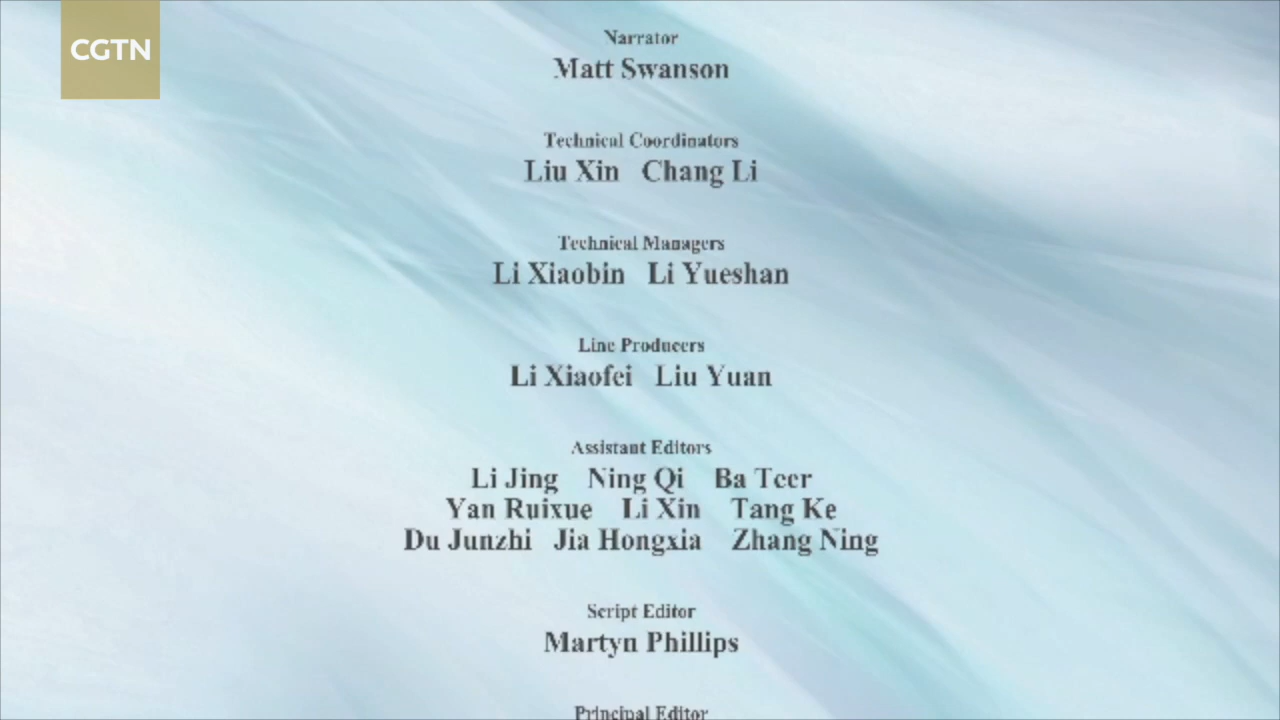 CGTN
Narrator
Matt Swanson
Technical Coordinators
Liu Xin Chang Li
Technical Managers
Li Xiaobin Li Yueshan
Line Producers
Li Xiaofei Liu Yuan
Assistant Editors
Li Jing Ning Qi Ba Teer
Yan Ruixue Li Xin Tang Ke
Du Junzhi Jia Hongxia Zhang Ning
Script Editor
Martyn Phillips
Principal Editor